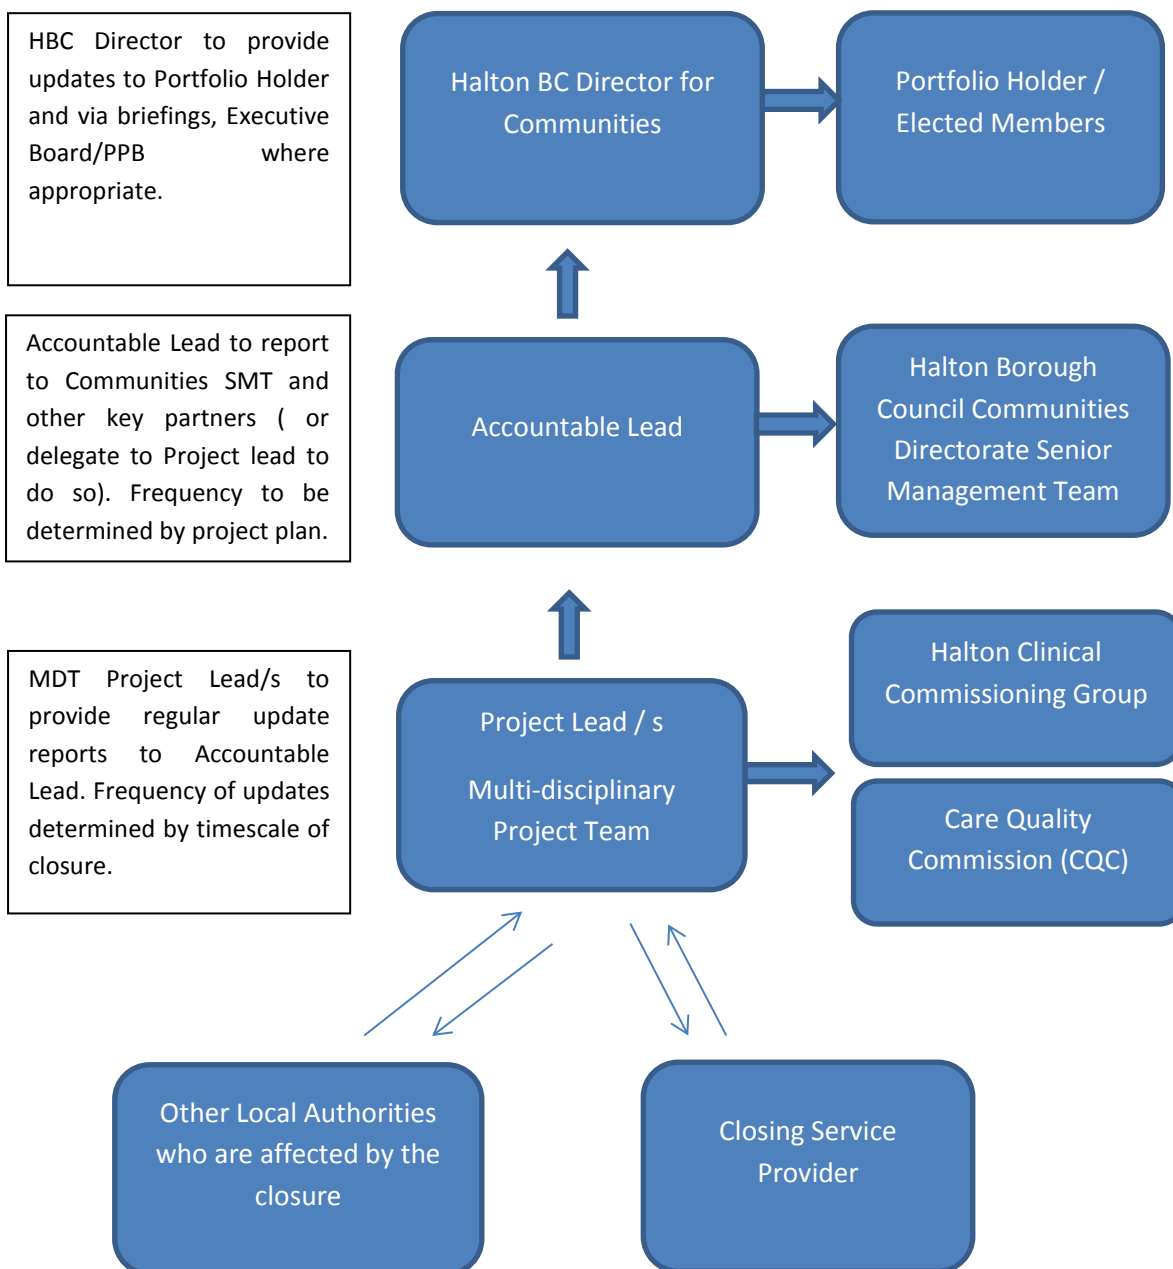 HBC Director to provide
updates to Portfolio Holder
and via briefings, Executive
Board/PPB where
appropriate.
Halton BC Director for
Communities
Portfolio Holder /
Elected Members
Accountable Lead to report
to Communities SMT and
other key partners ( or
delegate to Project lead to
do so). Frequency to be
determined by project plan.
Accountable Lead
Halton Borough
Council Communities
Directorate Senior
Management Team
MDT Project Lead/s to
provide regular update
reports to Accountable
Lead. Frequency of updates
determined by timescale of
closure.
Project Lead / s
Multi-disciplinary
Project Team
Halton Clinical
Commissioning Group
Care Quality
Commission (CQC)
Other Local Authorities
who are affected by the
closure
Closing Service
Provider